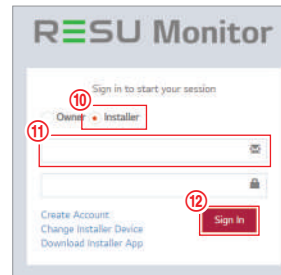 RESU Monitor
Sign in to start your session
⑩
Owner Installer
⑪
⑫
Sign In
Create Account
Change Installer Device
Download Installer App